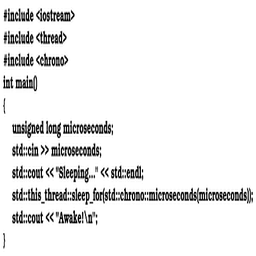 #include <iostream>
#include <thread>
#include <chrono>
int main()
{
unsigned long microseconds;
std::cin >> microseconds;
std::cout << "Sleeping..." << std::endl;
std::this_thread::sleep_for(std::chrono::microseconds(microseconds));
std::cout << "Awake!\n";
}